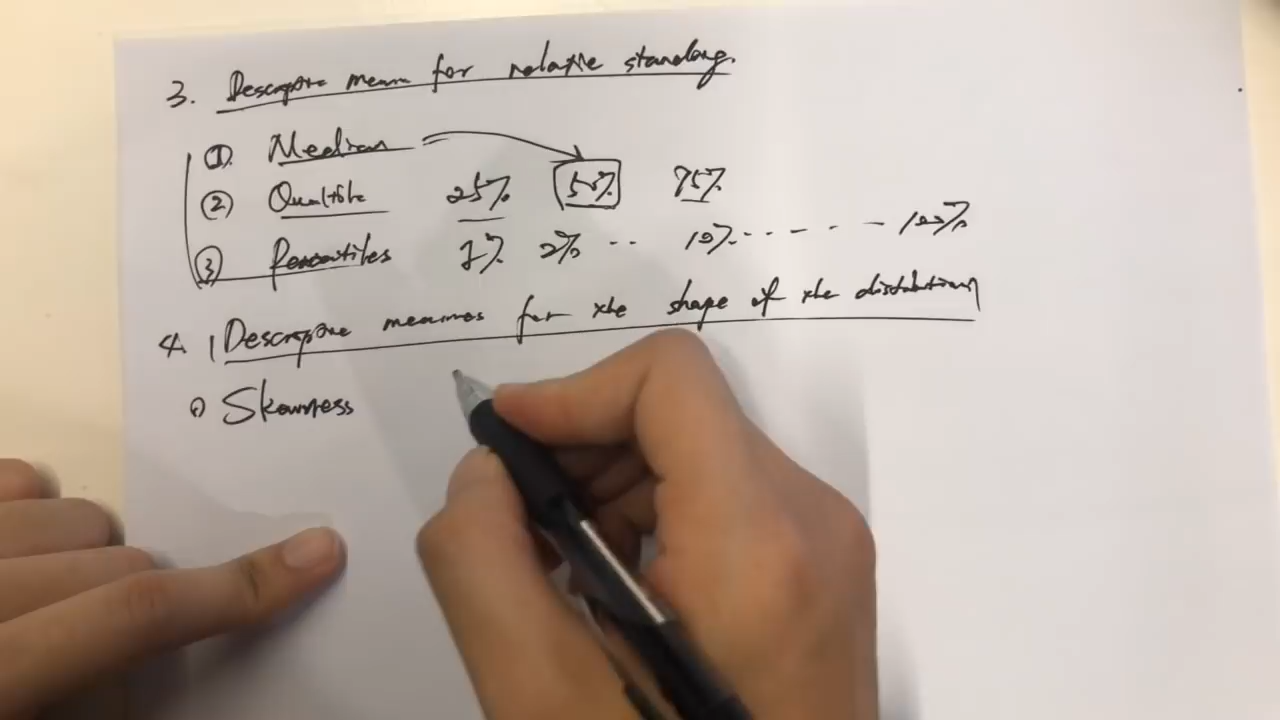 3. Descriptive means for relative standing.
① Median
② Qualtile 25% 50% 75%
③ Percentiles 1% 2% .. 10% ------ 100%
4. Descriptive measures for the shape of the distribution
① Skewness